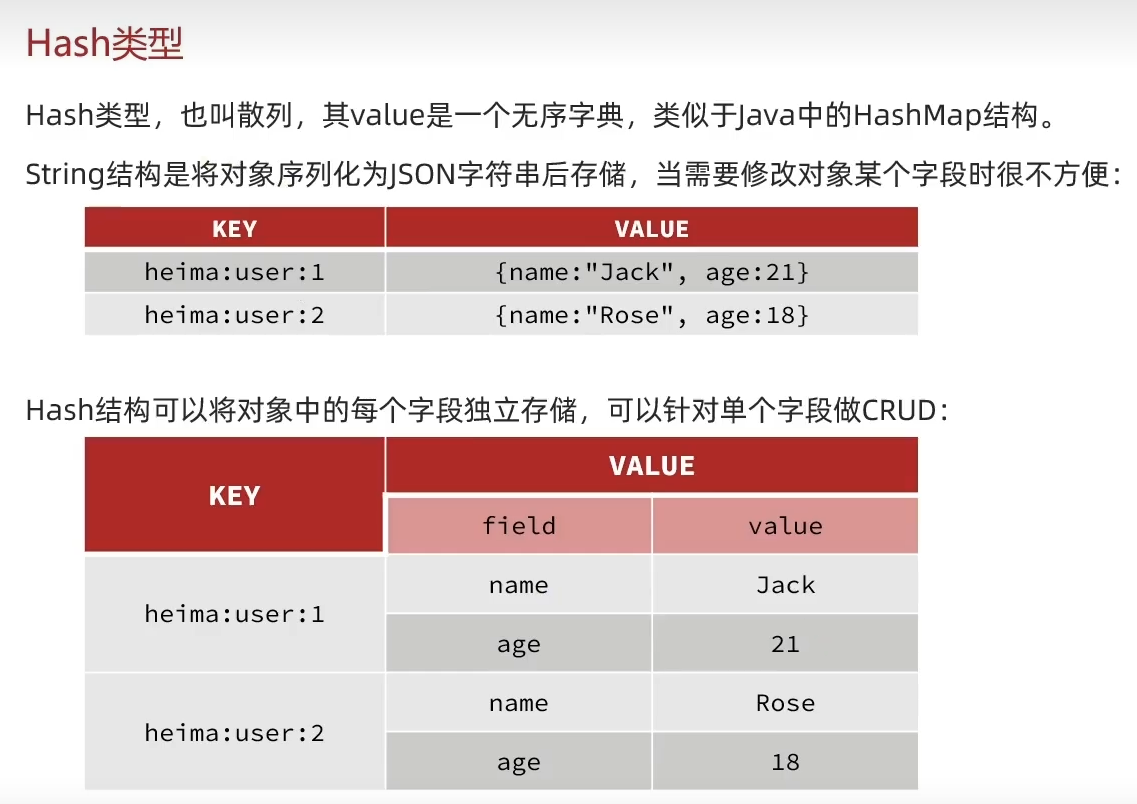 Hash类型
Hash类型，也叫散列，其value是一个无序字典，类似于Java中的HashMap结构。
String结构是将对象序列化为JSON字符串后存储，当需要修改对象某个字段时很不方便：
KEY VALUE
heima:user:1 {name:"Jack", age:21}
heima:user:2 {name:"Rose", age:18}
Hash结构可以将对象中的每个字段独立存储，可以针对单个字段做CRUD：
KEY VALUE
field value
heima:user:1 name Jack
age 21
heima:user:2 name Rose
age 18